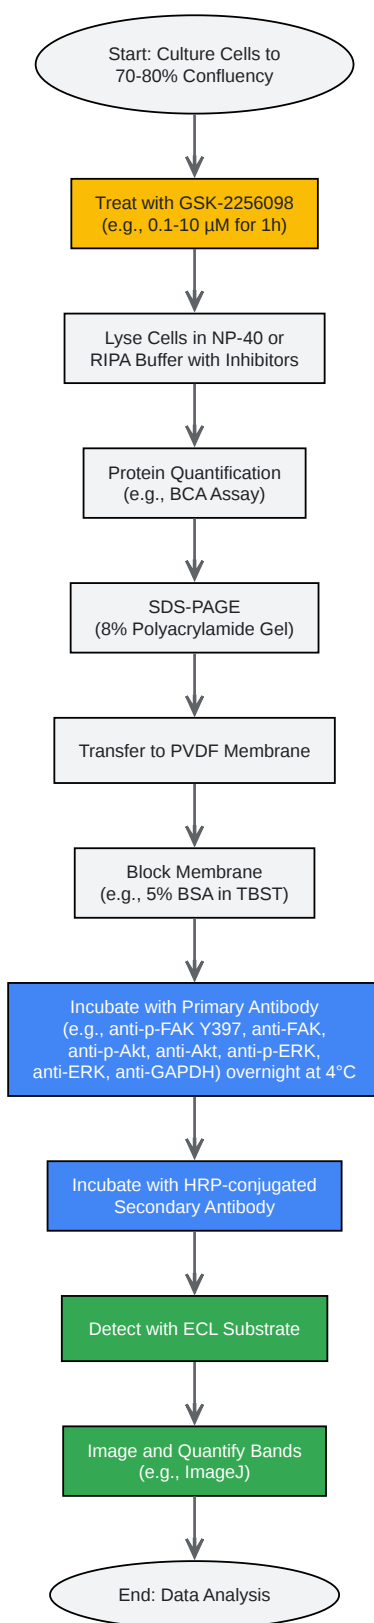 Start: Culture Cells to
70-80% Confluency
Treat with GSK-2256098
(e.g., 0.1-10 µM for 1h)
Lyse Cells in NP-40 or
RIPA Buffer with Inhibitors
Protein Quantification
(e.g., BCA Assay)
SDS-PAGE
(8% Polyacrylamide Gel)
Transfer to PVDF Membrane
Block Membrane
(e.g., 5% BSA in TBST)
Incubate with Primary Antibody
(e.g., anti-p-FAK Y397, anti-FAK,
anti-p-Akt, anti-Akt, anti-p-ERK,
anti-ERK, anti-GAPDH) overnight at 4°C
Incubate with HRP-conjugated
Secondary Antibody
Detect with ECL Substrate
Image and Quantify Bands
(e.g., ImageJ)
End: Data Analysis